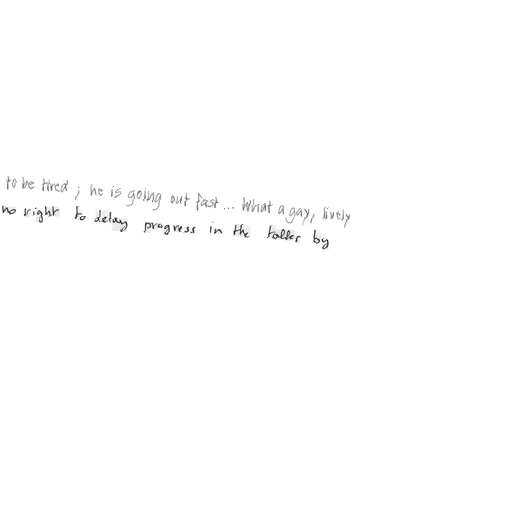 to be tired ; he is going out fast ... What a gay, lively
no right to delay progress in the talks by